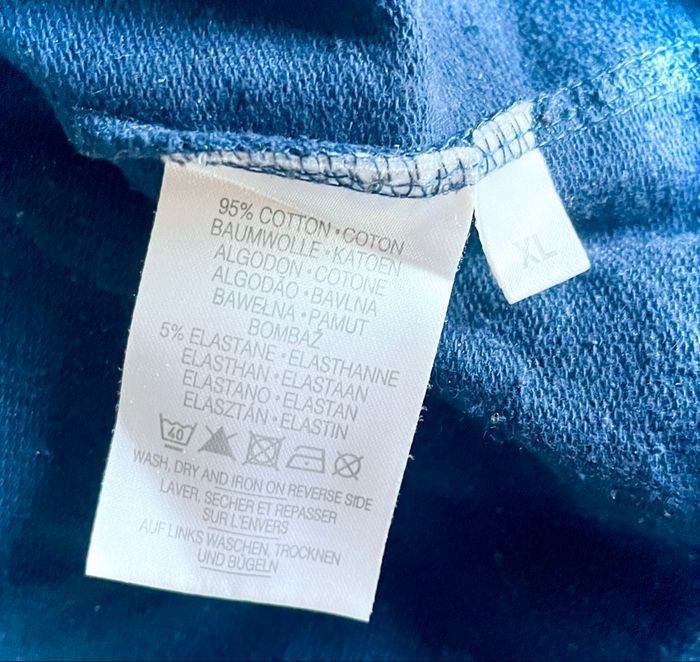 95% COTTON · COTON
BAUMWOLLE · KATOEN
ALGODON · COTONE
ALGODÃO · BAVLNA
BAWEŁNA · PAMUT
BOMBAŽ
5% ELASTANE · ELASTHANNE
ELASTHAN · ELASTAAN
ELASTANO · ELASTAN
ELASZTÁN · ELASTIN
40
WASH, DRY AND IRON ON REVERSE SIDE
LAVER, SECHER ET REPASSER
SUR L'ENVERS
AUF LINKS WASCHEN, TROCKNEN
UND BÜGELN
XL